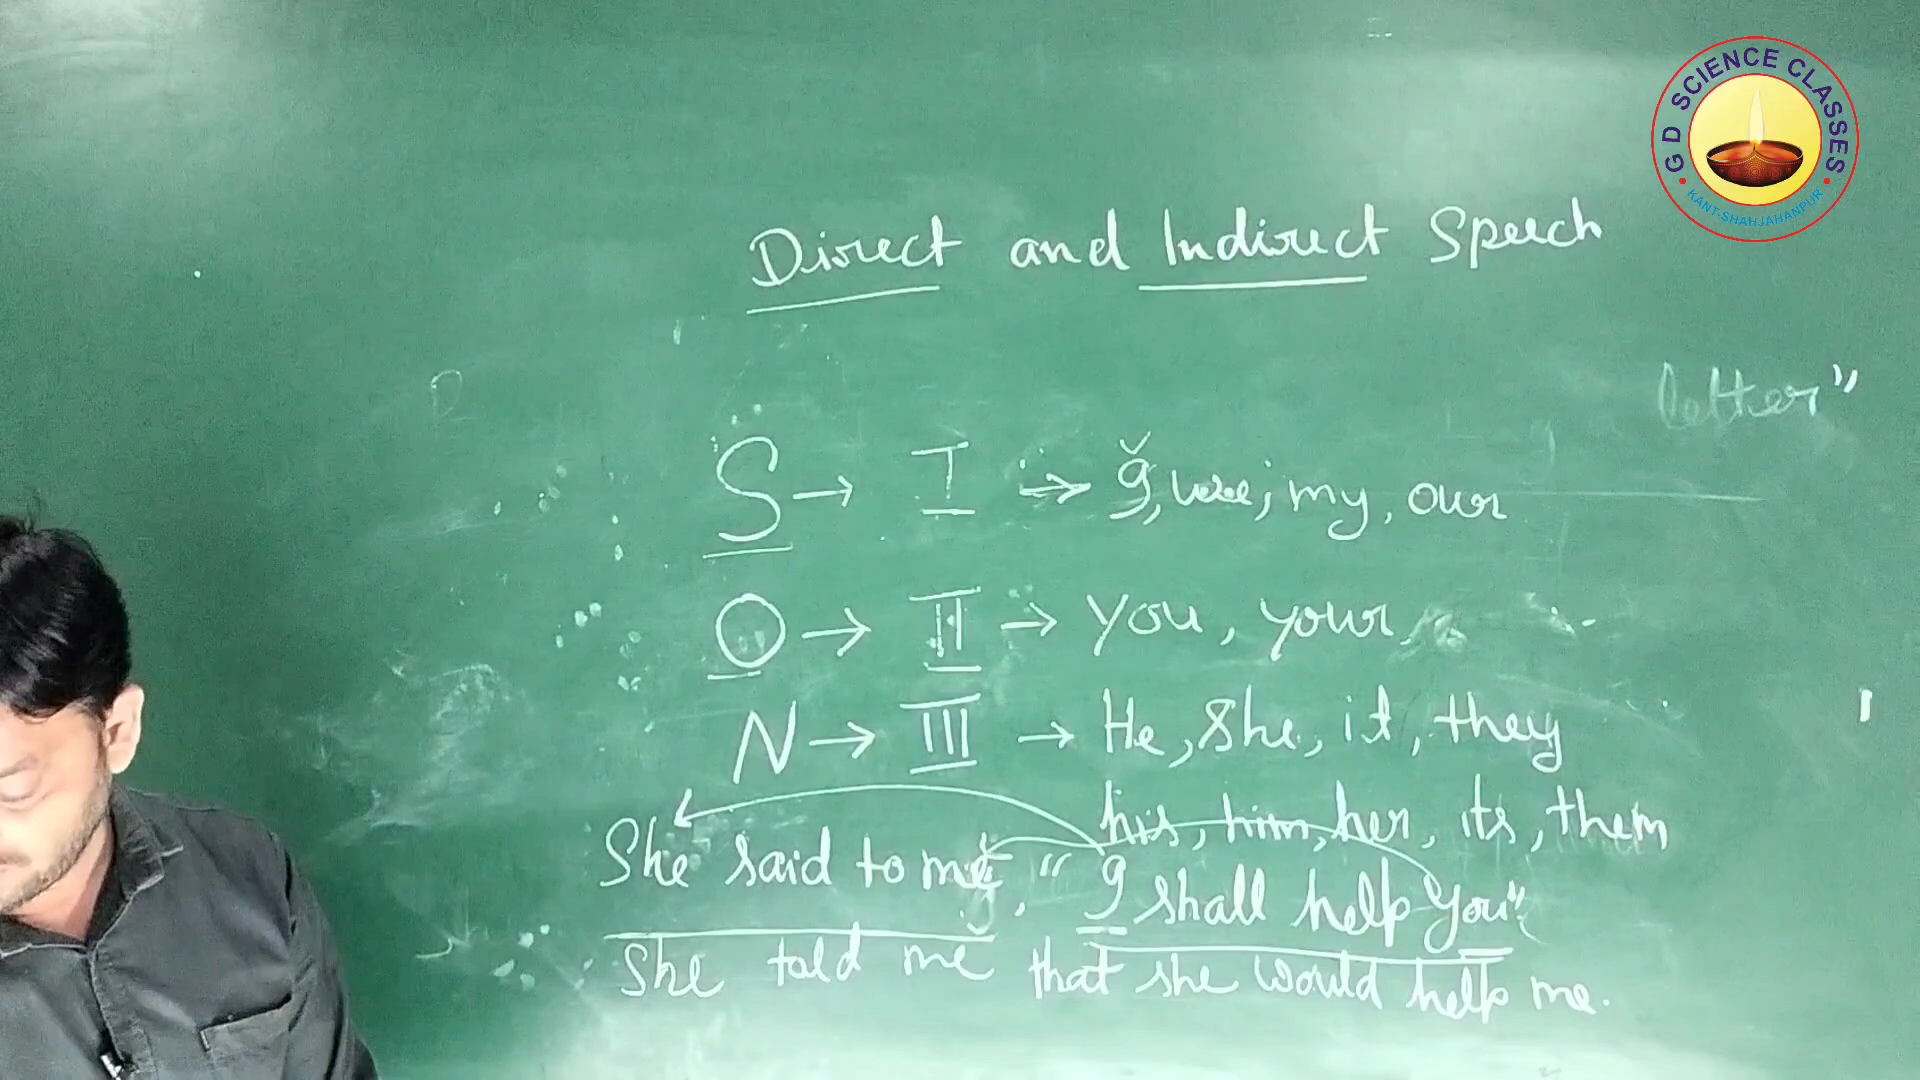 GD SCIENCE CLASSES
KANT-SHAHJAHANPUR
Direct and Indirect Speech
letter"
S → I → I, we, my, our
O → II → you, your
N → III → He, she, it, they
his, him, her, its, them
She said to me, "I shall help you"
She told me that she would help me.